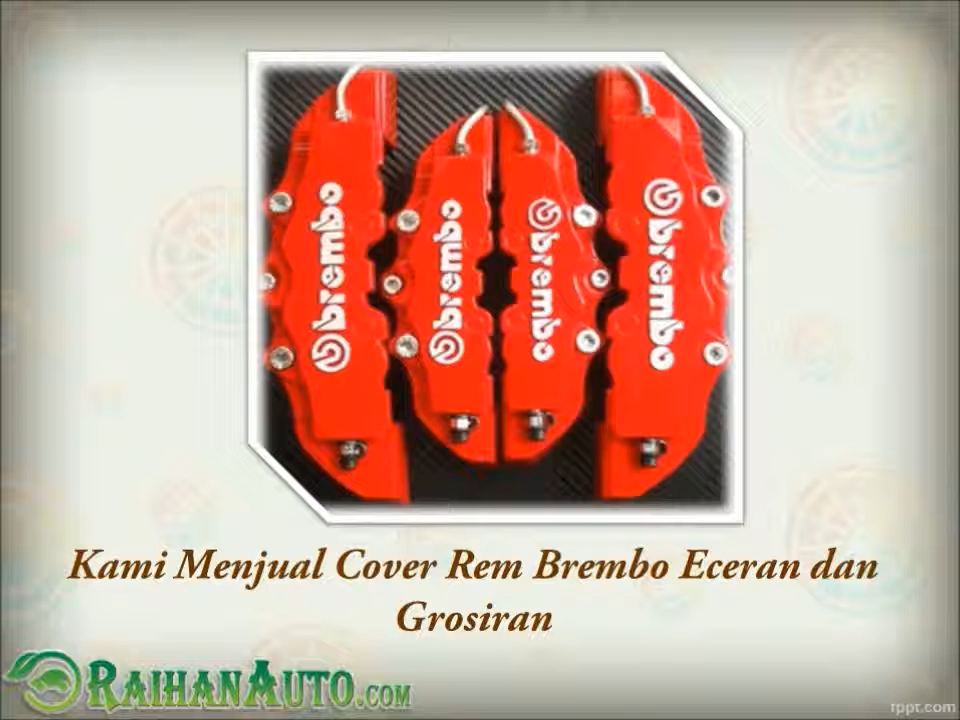 brembo
brembo
brembo
brembo
Kami Menjual Cover Rem Brembo Eceran dan
Grosiran
RAIHANAUTO.COM
rppt.com